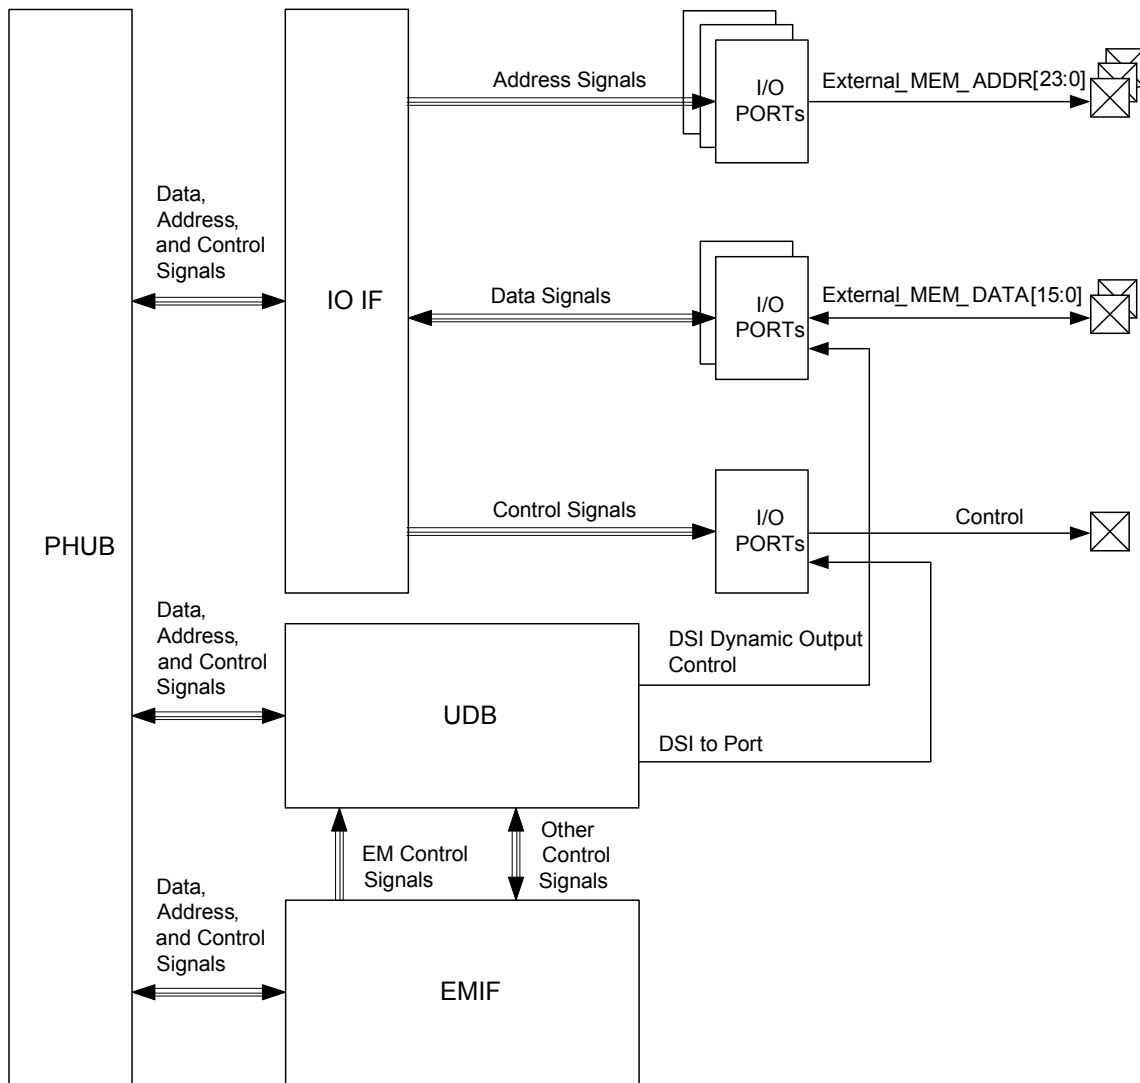 Address Signals
I/O
PORTs
External_MEM_ADDR[23:0]
Data,
Address,
and Control
Signals
IO IF
Data Signals
I/O
PORTs
External_MEM_DATA[15:0]
Control Signals
I/O
PORTs
Control
PHUB
Data,
Address,
and Control
Signals
DSI Dynamic Output
Control
UDB
DSI to Port
EM Control
Signals
Other
Control
Signals
Data,
Address,
and Control
Signals
EMIF